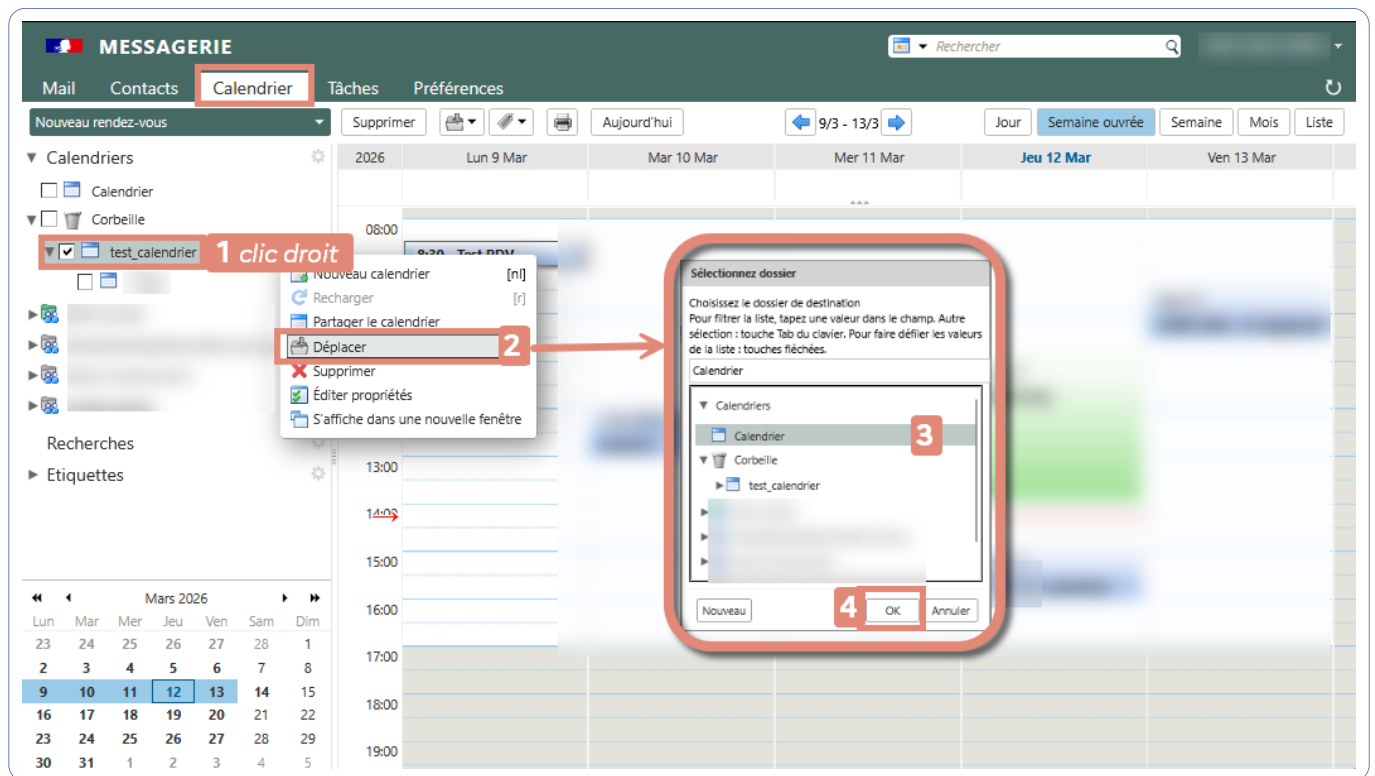 MESSAGERIE
Rechercher
Mail Contacts Calendrier Tâches Préférences
Nouveau rendez-vous Supprimer Aujourd'hui 9/3 - 13/3 Jour Semaine ouvrée Semaine Mois Liste
Calendriers
2026 Lun 9 Mar Mar 10 Mar Mer 11 Mar Jeu 12 Mar Ven 13 Mar
Calendrier
Corbeille
08:00
test_calendrier 1 clic droit
8:30 Test RDV
Nouveau calendrier [nl]
Recharger [r]
Partager le calendrier
Déplacer 2
Supprimer
Éditer propriétés
S'affiche dans une nouvelle fenêtre
Recherches
Etiquettes
Sélectionnez dossier
Choisissez le dossier de destination
Pour filtrer la liste, tapez une valeur dans le champ. Autre
sélection : touche Tab du clavier. Pour faire défiler les valeurs
de la liste : touches fléchées.
Calendrier
Calendriers
Calendrier 3
Corbeille
test_calendrier
Nouveau 4 OK Annuler
13:00
14:00
15:00
16:00
17:00
18:00
19:00
Mars 2026
Lun Mar Mer Jeu Ven Sam Dim
23 24 25 26 27 28 1
2 3 4 5 6 7 8
9 10 11 12 13 14 15
16 17 18 19 20 21 22
23 24 25 26 27 28 29
30 31 1 2 3 4 5